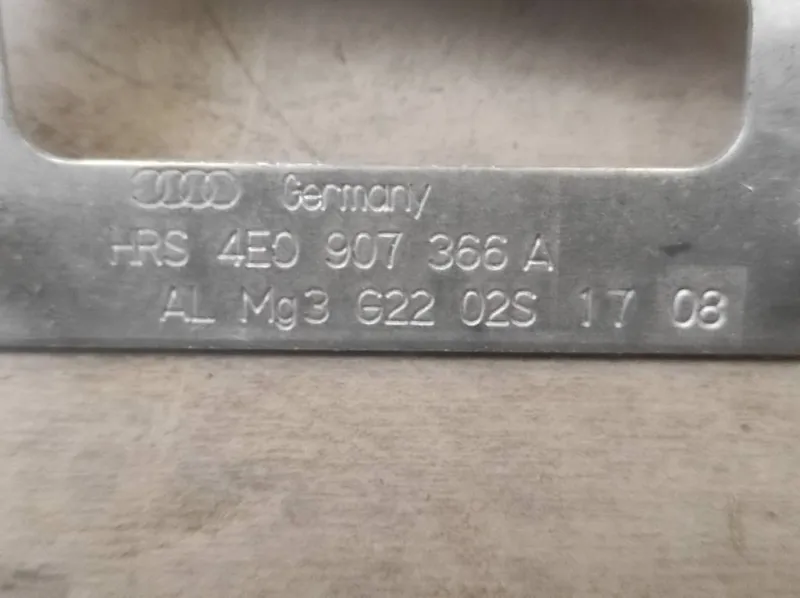 Germany
HRS 4E0 907 366 A
AL Mg3 G22 02S 17 08